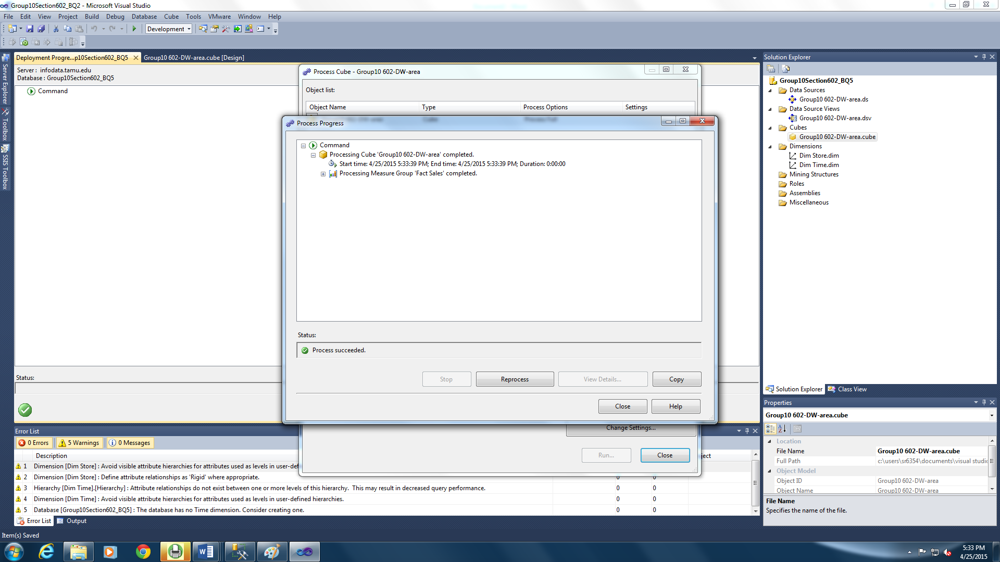 Group10Section602_BQ2 - Microsoft Visual Studio
File Edit View Project Build Debug Database Cube Tools VMware Window Help
Development
Deployment Progre...p10Section602_BQ5
Group10 602-DW-area.cube [Design]
Server Explorer
Toolbox
SSIS Toolbox
Server : infodata.tamu.edu
Database : Group10Section602_BQ5
Command
Status:
Process Cube - Group10 602-DW-area
Object list:
Object Name Type Process Options Settings
Process Progress
Command
Processing Cube 'Group10 602-DW-area' completed.
Start time: 4/25/2015 5:33:39 PM; End time: 4/25/2015 5:33:39 PM; Duration: 0:00:00
Processing Measure Group 'Fact Sales' completed.
Status:
Process succeeded.
Stop Reprocess View Details... Copy
Close Help
Change Settings...
Run... Close
Solution Explorer
Group10Section602_BQ5
Data Sources
Group10 602-DW-area.ds
Data Source Views
Group10 602-DW-area.dsv
Cubes
Group10 602-DW-area.cube
Dimensions
Dim Store.dim
Dim Time.dim
Mining Structures
Roles
Assemblies
Miscellaneous
Solution Explorer Class View
Properties
Group10 602-DW-area.cube
Location
File Name Group10 602-DW-area.cube
Full Path c:\users\sr6354\documents\visual studio
Object Model
Object ID Group10 602-DW-area
Object Name Group10 602-DW-area
File Name
Specifies the name of the file.
Error List
0 Errors 5 Warnings 0 Messages
Description ject
1 Dimension [Dim Store] : Avoid visible attribute hierarchies for attributes used as levels in user-def
2 Dimension [Dim Store] : Define attribute relationships as 'Rigid' where appropriate. 0 0
3 Hierarchy [Dim Time].[Hierarchy] : Attribute relationships do not exist between one or more levels of this hierarchy. This may result in decreased query performance. 0 0
4 Dimension [Dim Time] : Avoid visible attribute hierarchies for attributes used as levels in user-defined hierarchies. 0 0
5 Database [Group10Section602_BQ5] : The database has no Time dimension. Consider creating one. 0 0
Error List Output
Item(s) Saved
5:33 PM
4/25/2015